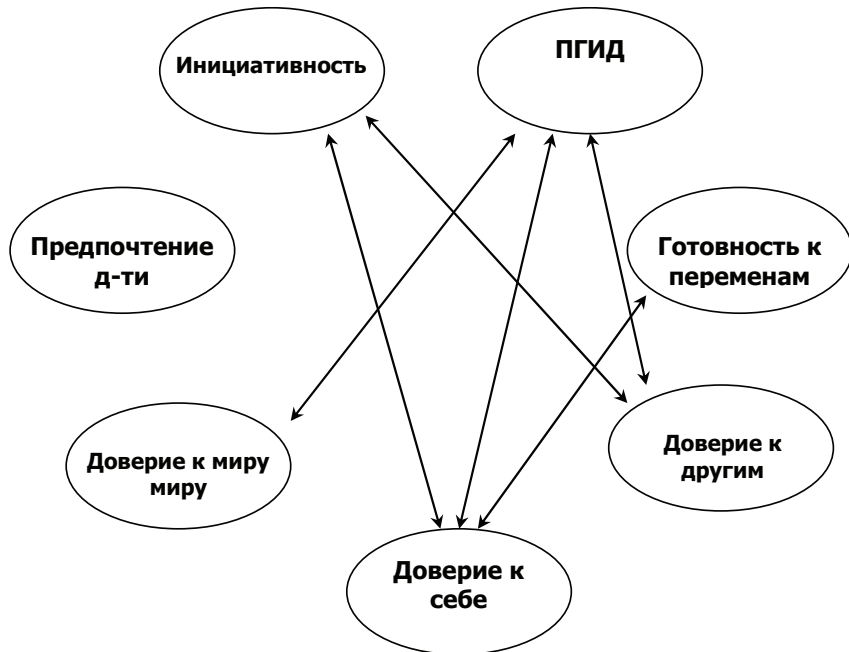 Инициативность
ПГИД
Предпочтение
д-ти
Готовность к
переменам
Доверие к миру
миру
Доверие к
другим
Доверие к
себе